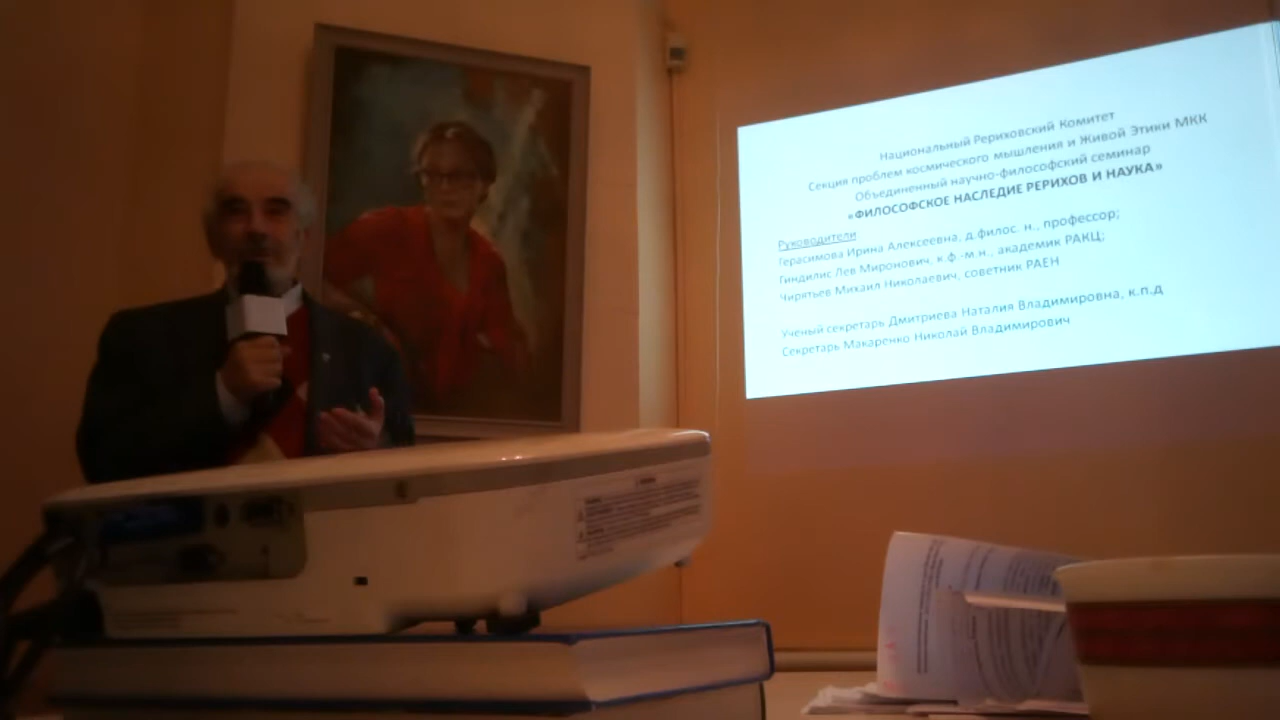 Национальный Рериховский Комитет
Секция проблем космического мышления и Живой Этики МКК
Объединенный научно-философский семинар
«ФИЛОСОФСКОЕ НАСЛЕДИЕ РЕРИХОВ И НАУКА»
Руководители
Герасимова Ирина Алексеевна, д.филос. н., профессор;
Гиндилис Лев Миронович, к.ф -м.н., академик РАКЦ;
Чирятьев Михаил Николаевич, советник РАЕН
Ученый секретарь Дмитриева Наталия Владимировна, к.п.д
Секретарь Макаренко Николай Владимирович